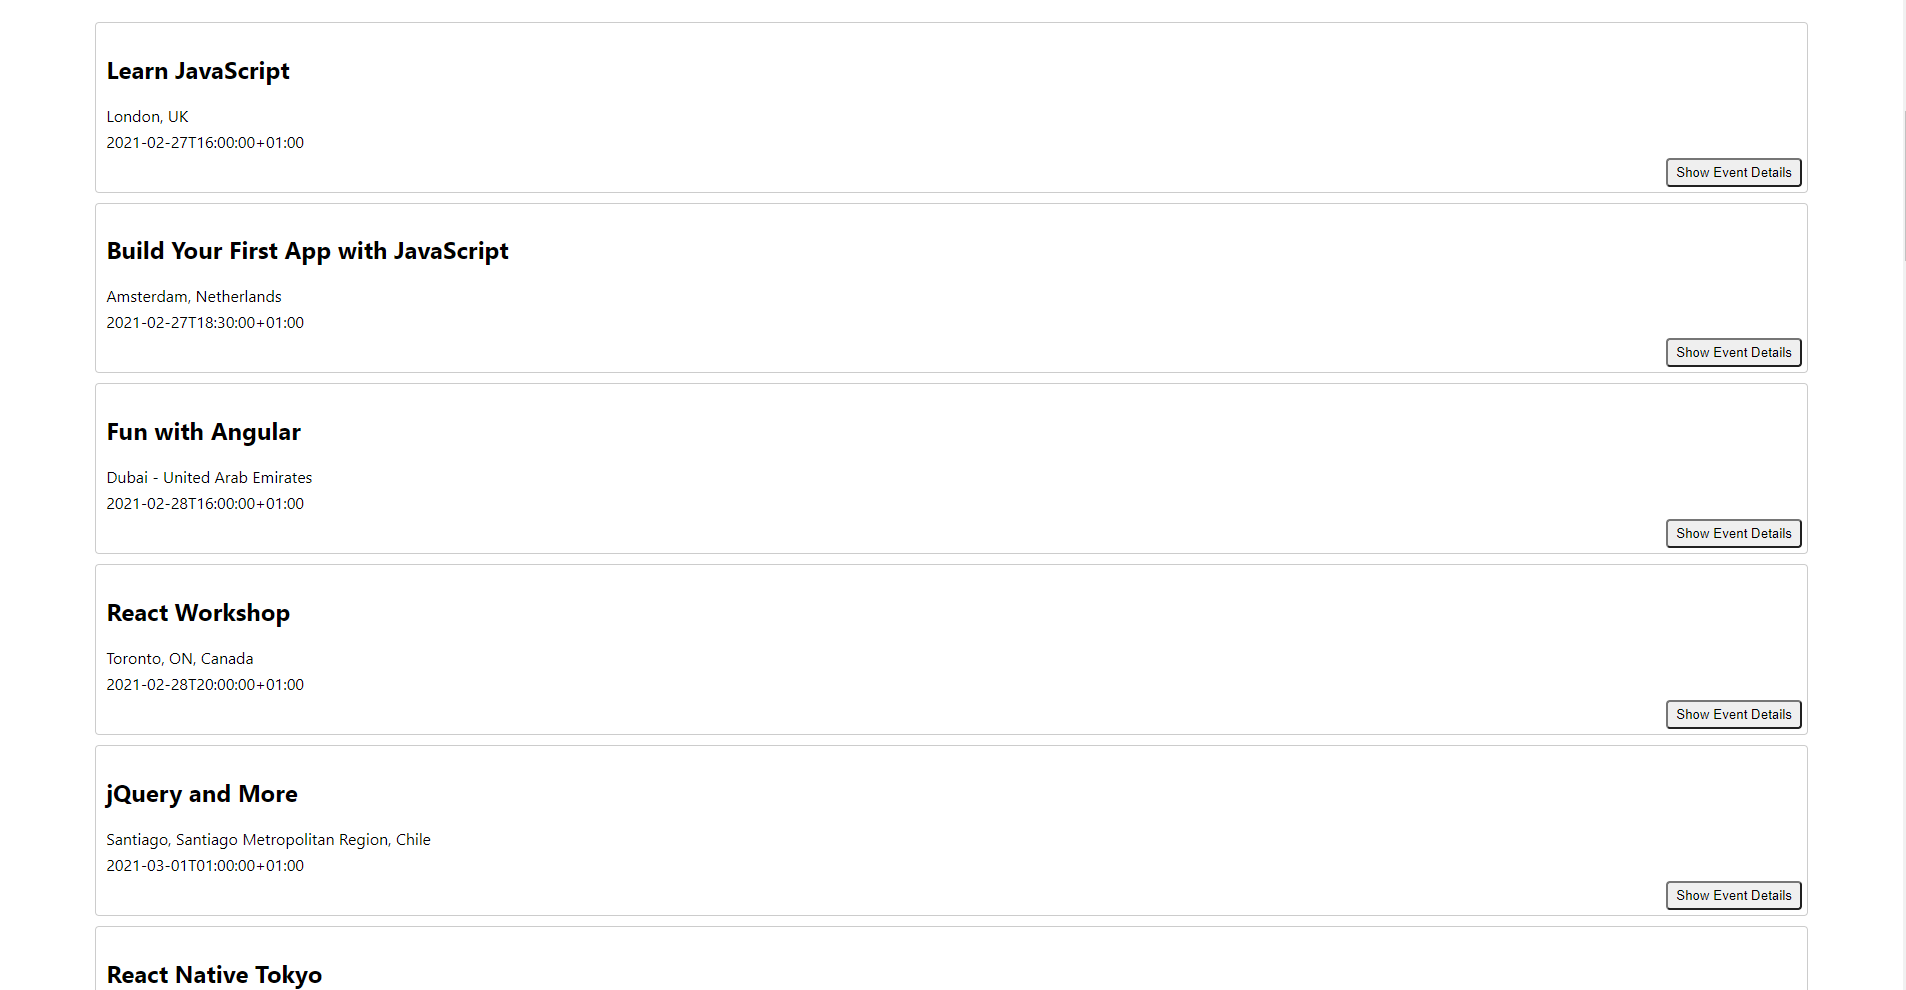 Learn JavaScript
London, UK
2021-02-27T16:00:00+01:00
Show Event Details
Build Your First App with JavaScript
Amsterdam, Netherlands
2021-02-27T18:30:00+01:00
Show Event Details
Fun with Angular
Dubai - United Arab Emirates
2021-02-28T16:00:00+01:00
Show Event Details
React Workshop
Toronto, ON, Canada
2021-02-28T20:00:00+01:00
Show Event Details
jQuery and More
Santiago, Santiago Metropolitan Region, Chile
2021-03-01T01:00:00+01:00
Show Event Details
React Native Tokyo